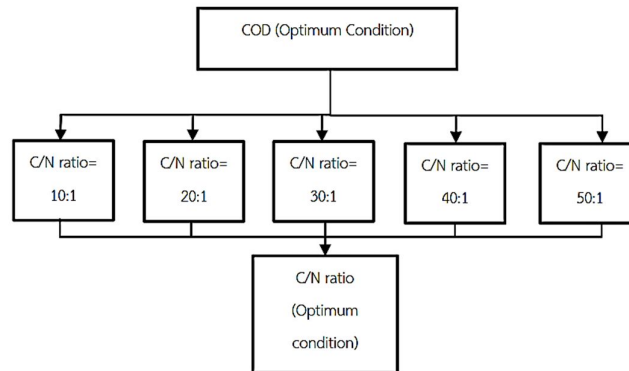 COD (Optimum Condition)
C/N ratio=
10:1
C/N ratio=
20:1
C/N ratio=
30:1
C/N ratio=
40:1
C/N ratio=
50:1
C/N ratio
(Optimum
condition)